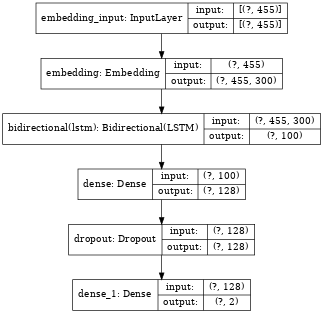 embedding_input: InputLayer input: [(?, 455)]
output: [(?, 455)]
embedding: Embedding input: (?, 455)
output: (?, 455, 300)
bidirectional(lstm): Bidirectional(LSTM) input: (?, 455, 300)
output: (?, 100)
dense: Dense input: (?, 100)
output: (?, 128)
dropout: Dropout input: (?, 128)
output: (?, 128)
dense_1: Dense input: (?, 128)
output: (?, 2)